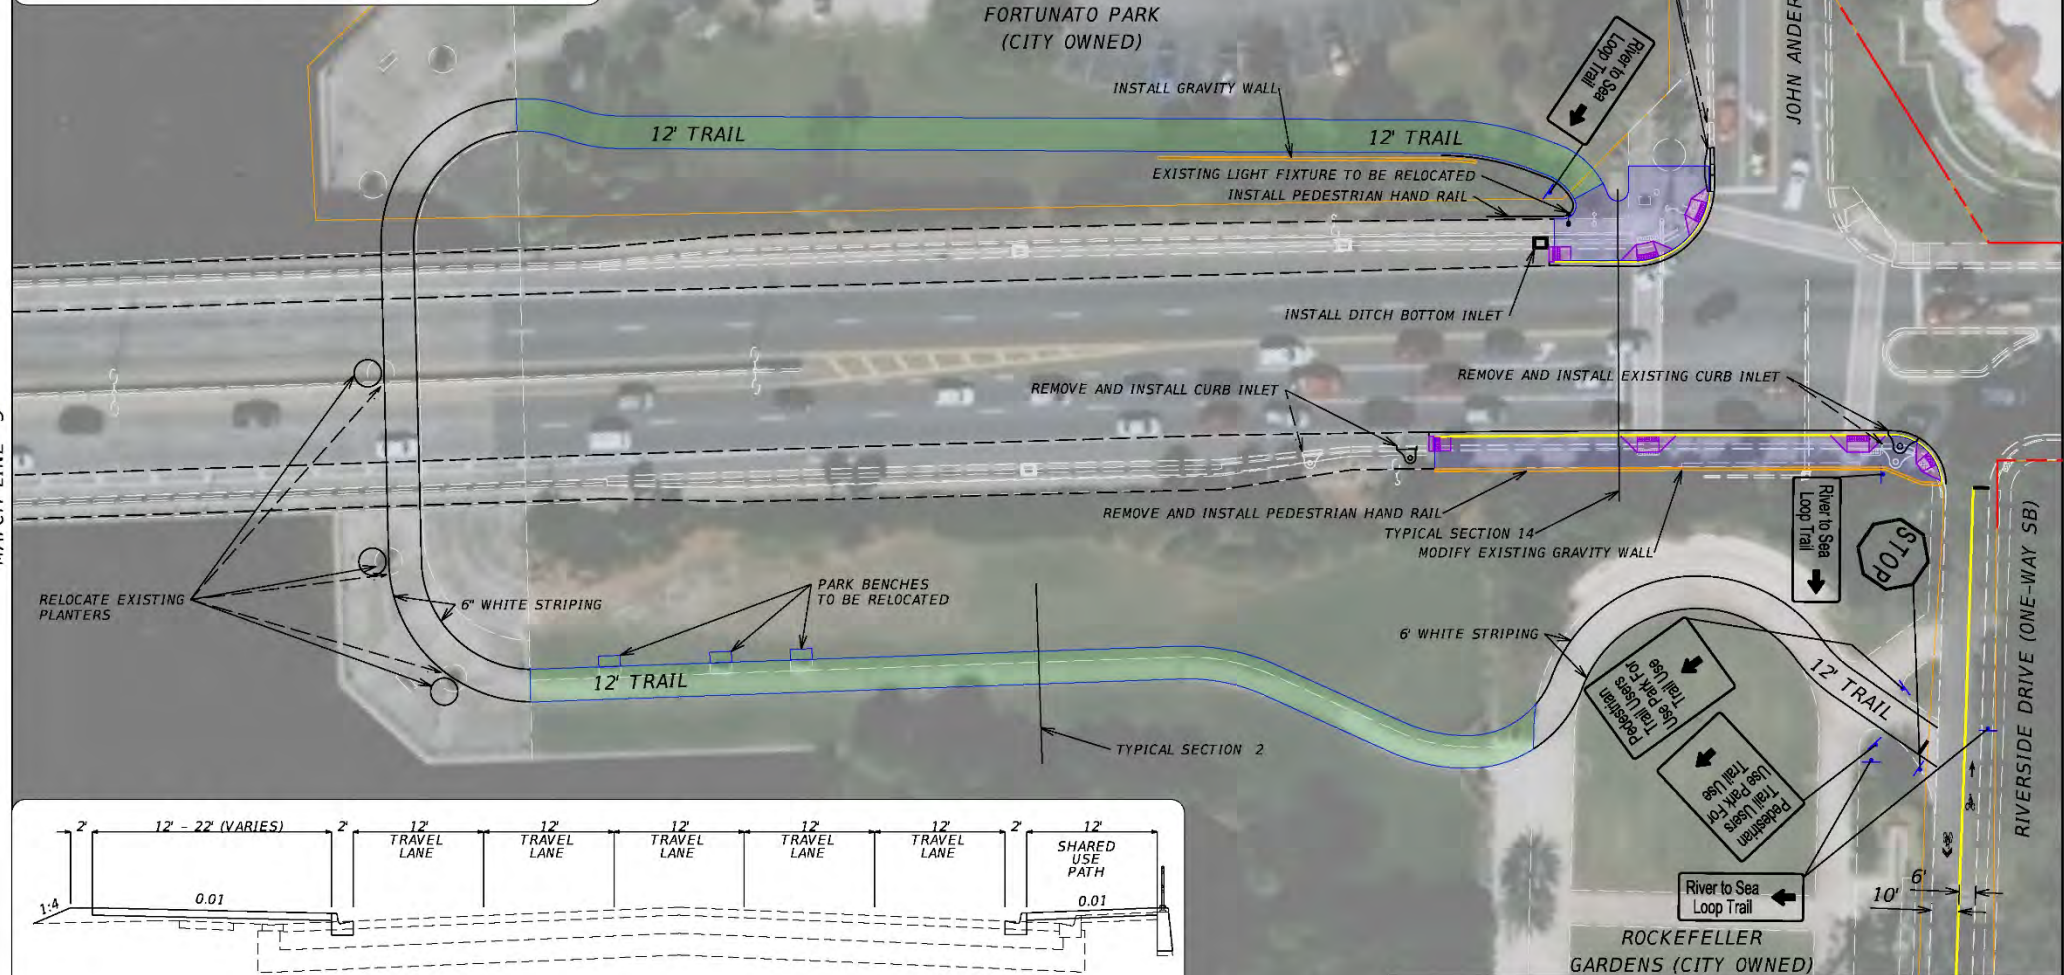 FORTUNATO PARK
(CITY OWNED)
INSTALL GRAVITY WALL
River to Sea
Loop Trail
12' TRAIL
12' TRAIL
EXISTING LIGHT FIXTURE TO BE RELOCATED
INSTALL PEDESTRIAN HAND RAIL
INSTALL DITCH BOTTOM INLET
REMOVE AND INSTALL CURB INLET
REMOVE AND INSTALL EXISTING CURB INLET
REMOVE AND INSTALL PEDESTRIAN HAND RAIL
TYPICAL SECTION 14
MODIFY EXISTING GRAVITY WALL
River to Sea
Loop Trail
STOP
RELOCATE EXISTING
PLANTERS
6" WHITE STRIPING
PARK BENCHES
TO BE RELOCATED
6' WHITE STRIPING
12' TRAIL
12' TRAIL
Pedestrian
Trail Users
Use Park For
Trail Use
Pedestrian
Trail Users
Use Park For
Trail Use
TYPICAL SECTION 2
RIVERSIDE DRIVE (ONE-WAY SB)
River to Sea
Loop Trail
6'
10'
ROCKEFELLER
GARDENS (CITY OWNED)
2' 12' - 22' (VARIES) 2' 12' 12' 12' 12' 12' 2' 12'
TRAVEL
LANE
TRAVEL
LANE
TRAVEL
LANE
TRAVEL
LANE
TRAVEL
LANE
SHARED
USE
PATH
1:4
0.01
0.01